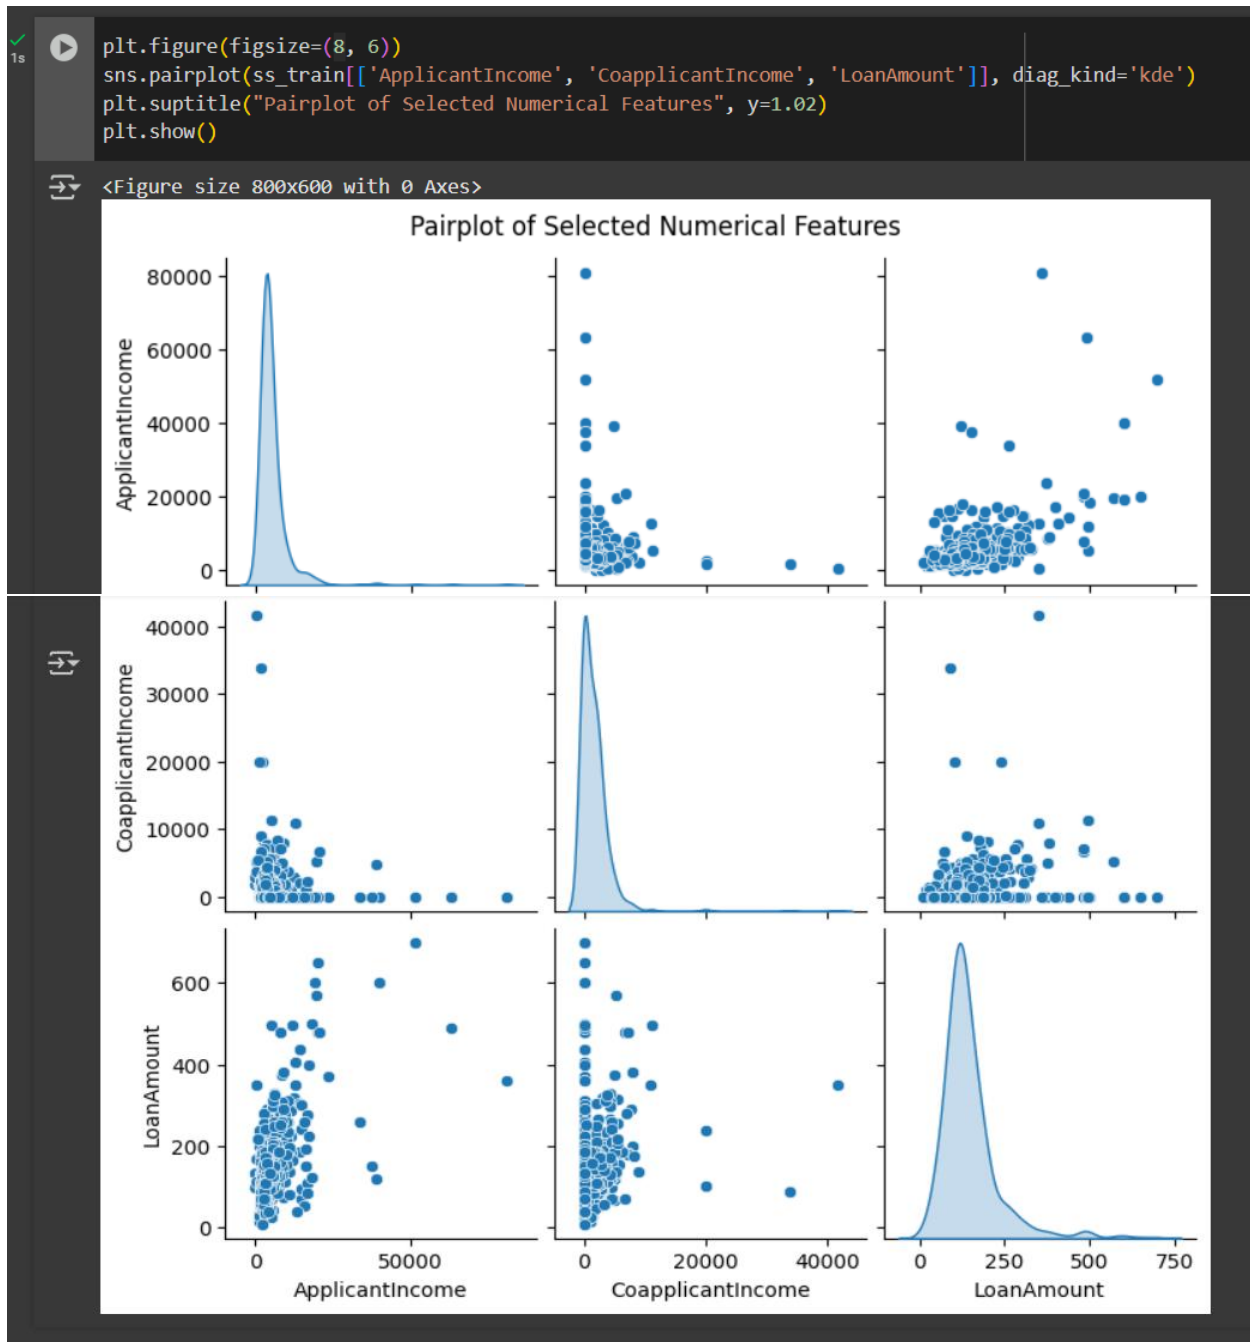 plt.figure(figsize=(8, 6))
1s
sns.pairplot(ss_train[['ApplicantIncome', 'CoapplicantIncome', 'LoanAmount']], diag_kind='kde')
plt.suptitle("Pairplot of Selected Numerical Features", y=1.02)
plt.show()
<Figure size 800x600 with 0 Axes>
Pairplot of Selected Numerical Features
80000
60000
40000
20000
0
ApplicantIncome
40000
30000
20000
10000
0
CoapplicantIncome
600
400
200
0
LoanAmount
0 50000 0 20000 40000 0 250 500 750
ApplicantIncome CoapplicantIncome LoanAmount